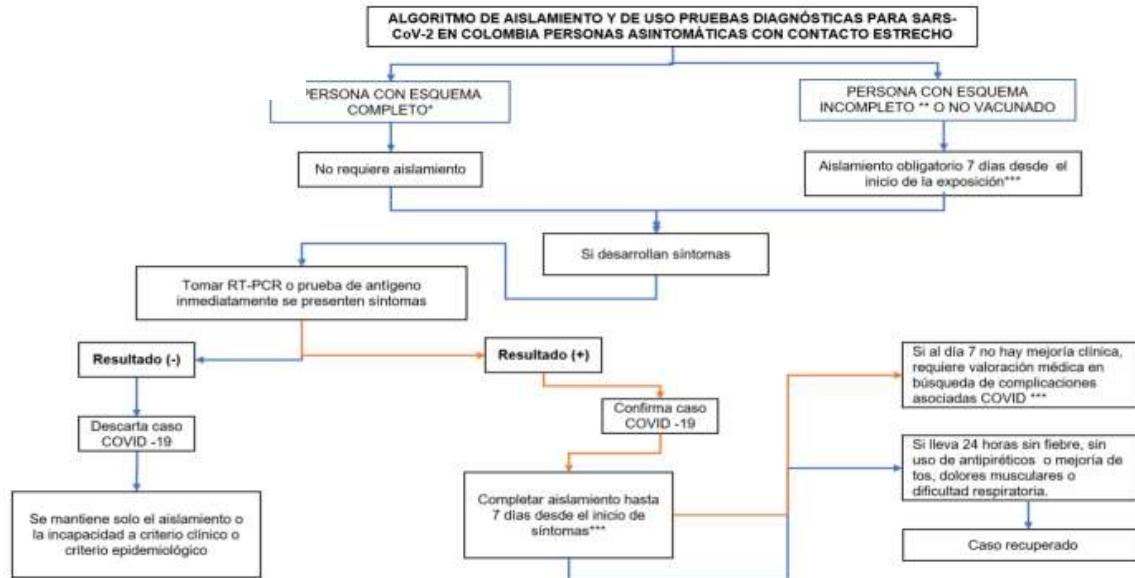 ALGORITMO DE AISLAMIENTO Y DE USO PRUEBAS DIAGNÓSTICAS PARA SARS-
CoV-2 EN COLOMBIA PERSONAS ASINTOMÁTICAS CON CONTACTO ESTRECHO
PERSONA CON ESQUEMA
COMPLETO*
PERSONA CON ESQUEMA
INCOMPLETO ** O NO VACUNADO
No requiere aislamiento
Aislamiento obligatorio 7 días desde el
inicio de la exposición***
Si desarrollan síntomas
Tomar RT-PCR o prueba de antígeno
inmediatamente se presenten síntomas
Resultado (-)
Resultado (+)
Descarta caso
COVID -19
Confirma caso
COVID -19
Se mantiene solo el aislamiento o
la incapacidad a criterio clínico o
criterio epidemiológico
Completar aislamiento hasta
7 días desde el inicio de
síntomas***
Si al día 7 no hay mejoría clínica,
requiere valoración médica en
búsqueda de complicaciones
asociadas COVID ***
Si lleva 24 horas sin fiebre, sin
uso de antipiréticos o mejoría de
tos, dolores musculares o
dificultad respiratoria.
Caso recuperado